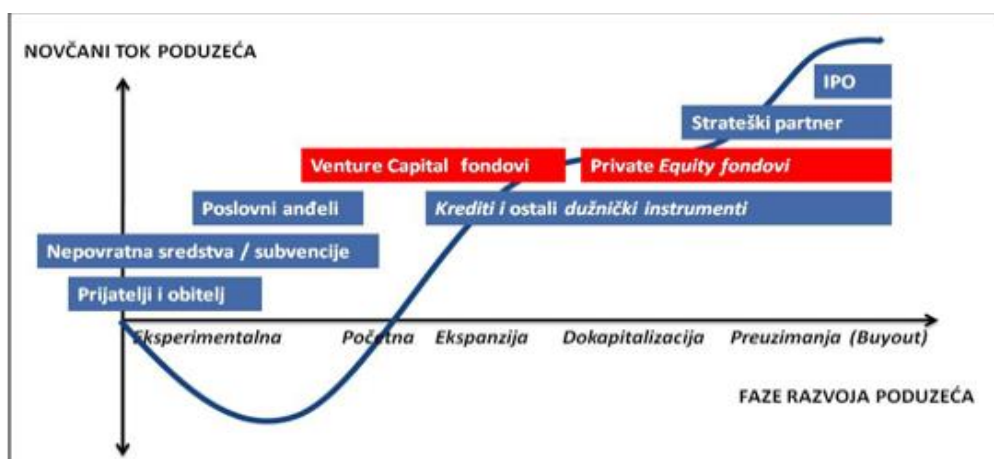 NOVČANI TOK PODUZEĆA
IPO
Strateški partner
Venture Capital fondovi
Private Equity fondovi
Poslovni anđeli
Krediti i ostali dužnički instrumenti
Nepovratna sredstva / subvencije
Prijatelji i obitelj
Eksperimentalna
Početna
Ekspanzija
Dokapitalizacija
Preuzimanja (Buyout)
FAZE RAZVOJA PODUZEĆA